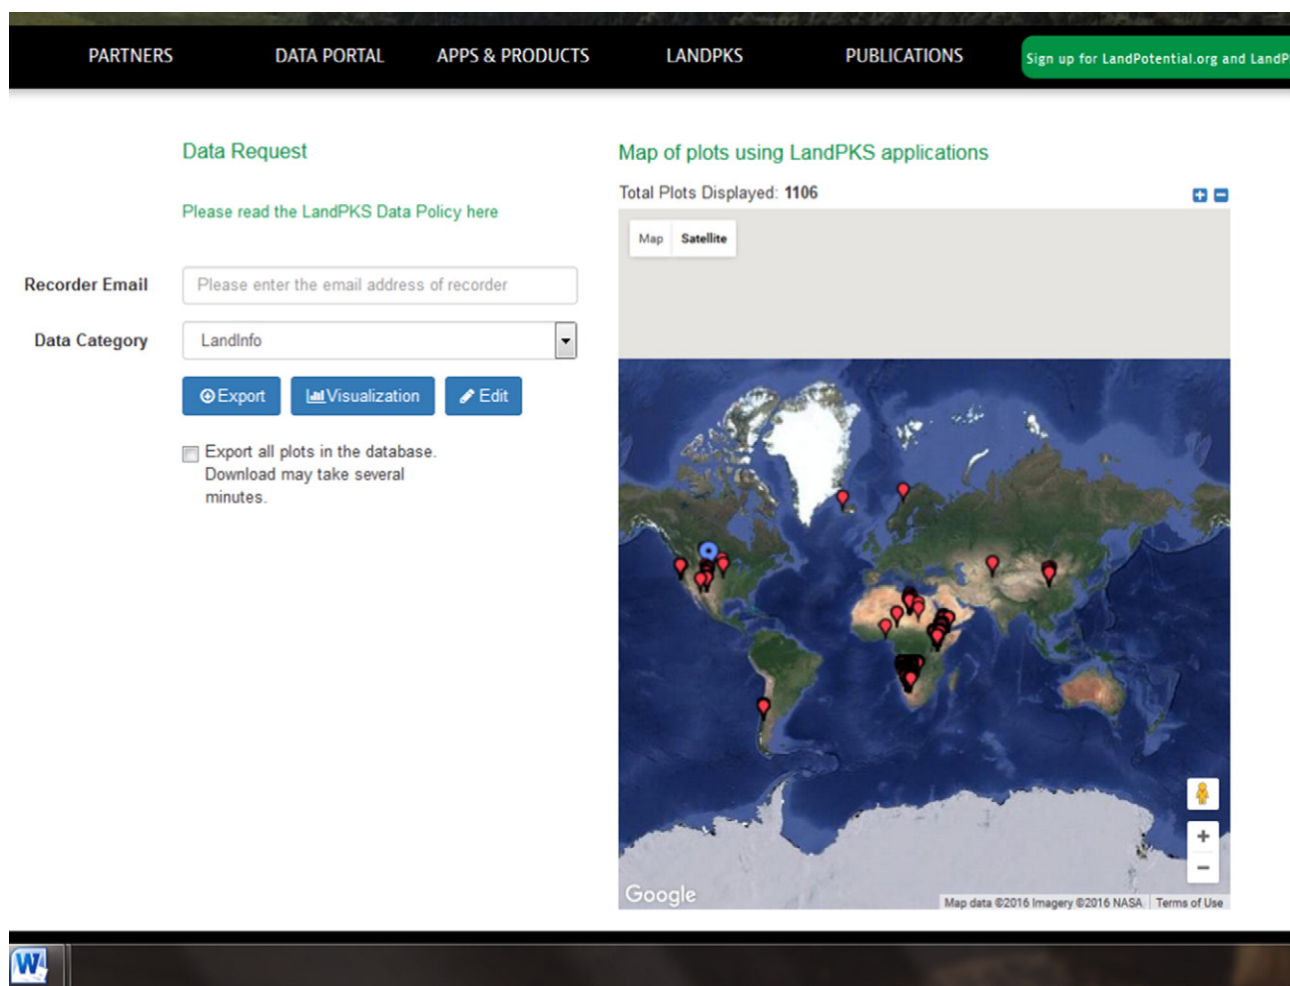 PARTNERS DATA PORTAL APPS & PRODUCTS LANDPKS PUBLICATIONS Sign up for LandPotential.org and LandP
Data Request
Please read the LandPKS Data Policy here
Recorder Email Please enter the email address of recorder
Data Category LandInfo
Export Visualization Edit
Export all plots in the database.
Download may take several
minutes.
Map of plots using LandPKS applications
Total Plots Displayed: 1106
Map Satellite
Google
Map data ©2016 Imagery ©2016 NASA Terms of Use
W